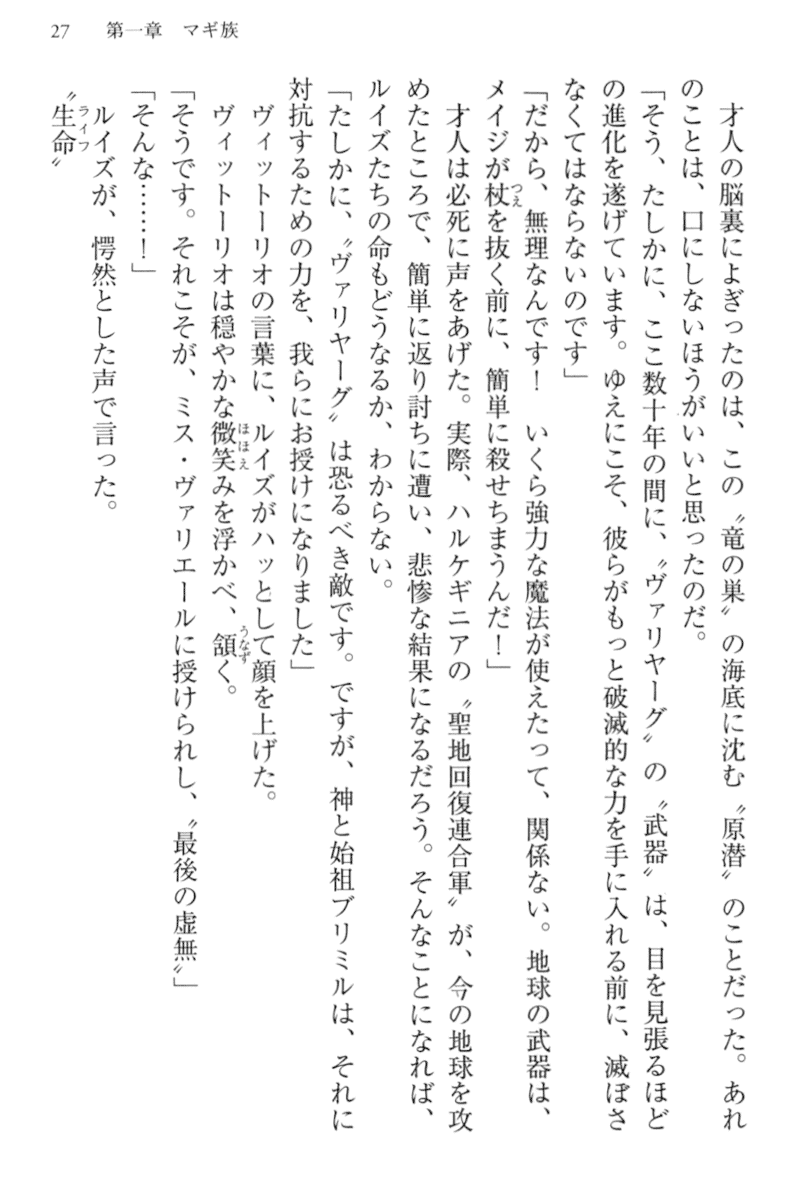 27　第一章　マギ族
才人の脳裏によぎったのは、この〝竜の巣〟の海底に沈む〝原潜〟のことだった。あれ
のことは、口にしないほうがいいと思ったのだ。
「そう、たしかに、ここ数十年の間に、〝ヴァリヤーグ〟の〝武器〟は、目を見張るほど
の進化を遂げています。ゆえにこそ、彼らがもっと破滅的な力を手に入れる前に、滅ぼさ
なくてはならないのです」
「だから、無理なんです！　いくら強力な魔法が使えたって、関係ない。地球の武器は、
メイジが杖を抜く前に、簡単に殺せちまうんだ！」
才人は必死に声をあげた。実際、ハルケギニアの〝聖地回復連合軍〟が、今の地球を攻
めたところで、簡単に返り討ちに遭い、悲惨な結果になるだろう。そんなことになれば、
ルイズたちの命もどうなるか、わからない。
「たしかに、〝ヴァリヤーグ〟は恐るべき敵です。ですが、神と始祖ブリミルは、それに
対抗するための力を、我らにお授けになりました」
ヴィットーリオの言葉に、ルイズがハッとして顔を上げた。
ヴィットーリオは穏やかな微笑みを浮かべ、頷く。
「そうです。それこそが、ミス・ヴァリエールに授けられし、〝最後の虚無〟」
「そんな……！」
ルイズが、愕然とした声で言った。
〝生命〟